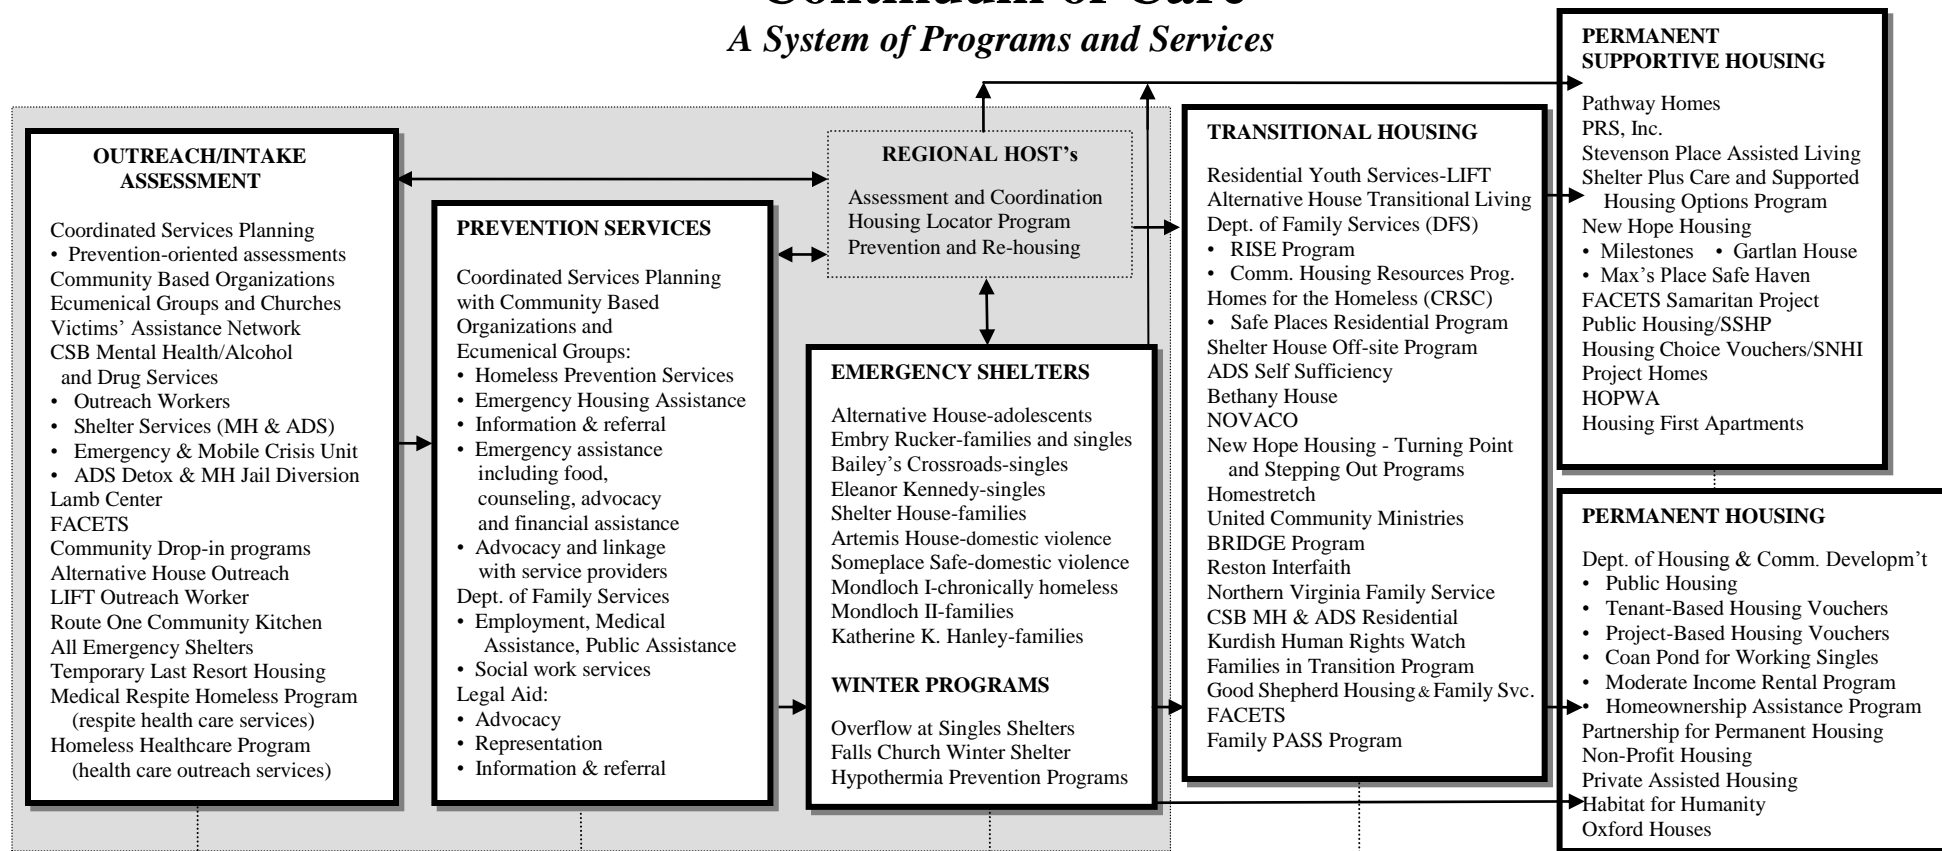 Continuum of Care
A System of Programs and Services
OUTREACH/INTAKE
ASSESSMENT
Coordinated Services Planning
• Prevention-oriented assessments
Community Based Organizations
Ecumenical Groups and Churches
Victims’ Assistance Network
CSB Mental Health/Alcohol
and Drug Services
• Outreach Workers
• Shelter Services (MH & ADS)
• Emergency & Mobile Crisis Unit
• ADS Detox & MH Jail Diversion
Lamb Center
FACETS
Community Drop-in programs
Alternative House Outreach
LIFT Outreach Worker
Route One Community Kitchen
All Emergency Shelters
Temporary Last Resort Housing
Medical Respite Homeless Program
(respite health care services)
Homeless Healthcare Program
(health care outreach services)
PREVENTION SERVICES
Coordinated Services Planning
with Community Based
Organizations and
Ecumenical Groups:
• Homeless Prevention Services
• Emergency Housing Assistance
• Information & referral
• Emergency assistance
including food,
counseling, advocacy
and financial assistance
• Advocacy and linkage
with service providers
Dept. of Family Services
• Employment, Medical
Assistance, Public Assistance
• Social work services
Legal Aid:
• Advocacy
• Representation
• Information & referral
REGIONAL HOST’s
Assessment and Coordination
Housing Locator Program
Prevention and Re-housing
EMERGENCY SHELTERS
Alternative House-adolescents
Embry Rucker-families and singles
Bailey’s Crossroads-singles
Eleanor Kennedy-singles
Shelter House-families
Artemis House-domestic violence
Someplace Safe-domestic violence
Mondloch I-chronically homeless
Mondloch II-families
Katherine K. Hanley-families
WINTER PROGRAMS
Overflow at Singles Shelters
Falls Church Winter Shelter
Hypothermia Prevention Programs
TRANSITIONAL HOUSING
Residential Youth Services-LIFT
Alternative House Transitional Living
Dept. of Family Services (DFS)
• RISE Program
• Comm. Housing Resources Prog.
Homes for the Homeless (CRSC)
• Safe Places Residential Program
Shelter House Off-site Program
ADS Self Sufficiency
Bethany House
NOVACO
New Hope Housing - Turning Point
and Stepping Out Programs
Homestretch
United Community Ministries
BRIDGE Program
Reston Interfaith
Northern Virginia Family Service
CSB MH & ADS Residential
Kurdish Human Rights Watch
Families in Transition Program
Good Shepherd Housing & Family Svc.
FACETS
Family PASS Program
PERMANENT
SUPPORTIVE HOUSING
Pathway Homes
PRS, Inc.
Stevenson Place Assisted Living
Shelter Plus Care and Supported
Housing Options Program
New Hope Housing
• Milestones • Gartlan House
• Max’s Place Safe Haven
FACETS Samaritan Project
Public Housing/SSHP
Housing Choice Vouchers/SNHI
Project Homes
HOPWA
Housing First Apartments
PERMANENT HOUSING
Dept. of Housing & Comm. Developm’t
• Public Housing
• Tenant-Based Housing Vouchers
• Project-Based Housing Vouchers
• Coan Pond for Working Singles
• Moderate Income Rental Program
• Homeownership Assistance Program
Partnership for Permanent Housing
Non-Profit Housing
Private Assisted Housing
Habitat for Humanity
Oxford Houses